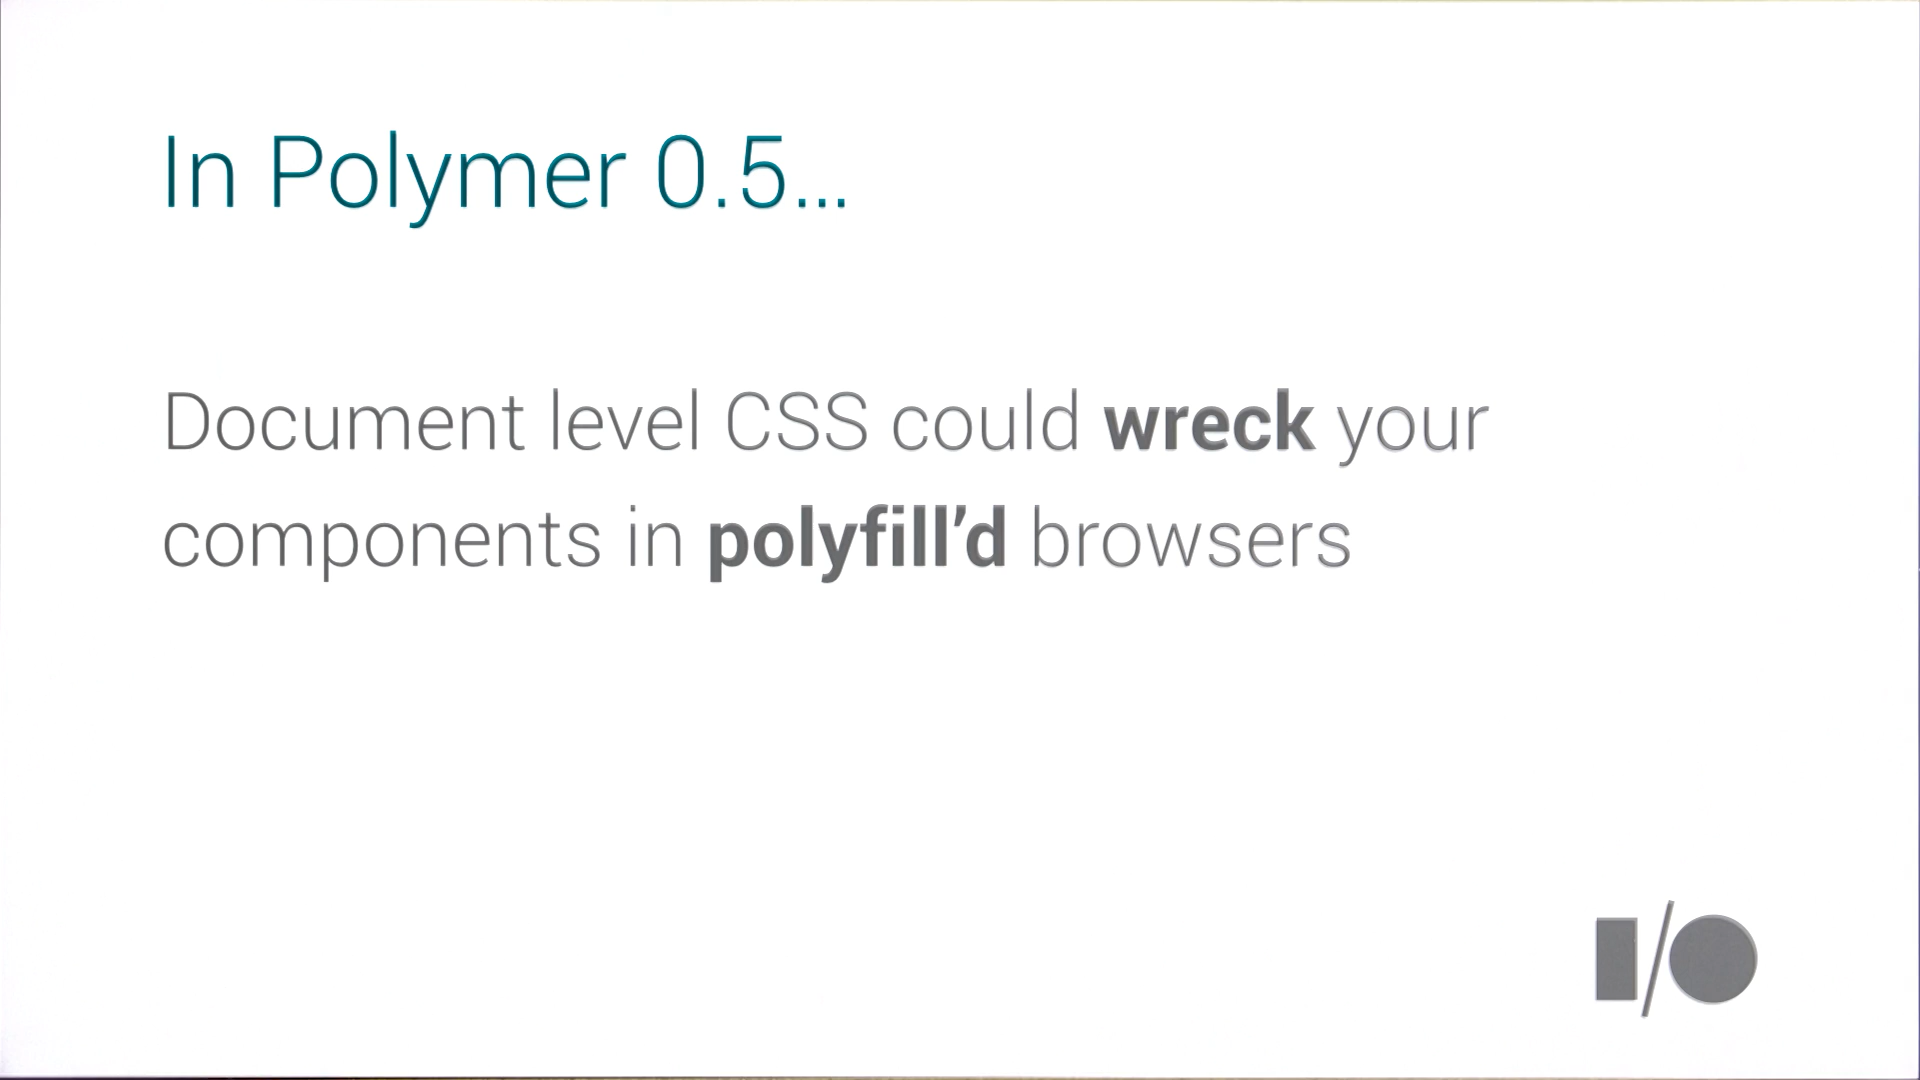 In Polymer 0.5…
Document level CSS could wreck your
components in polyfill’d browsers
I/O